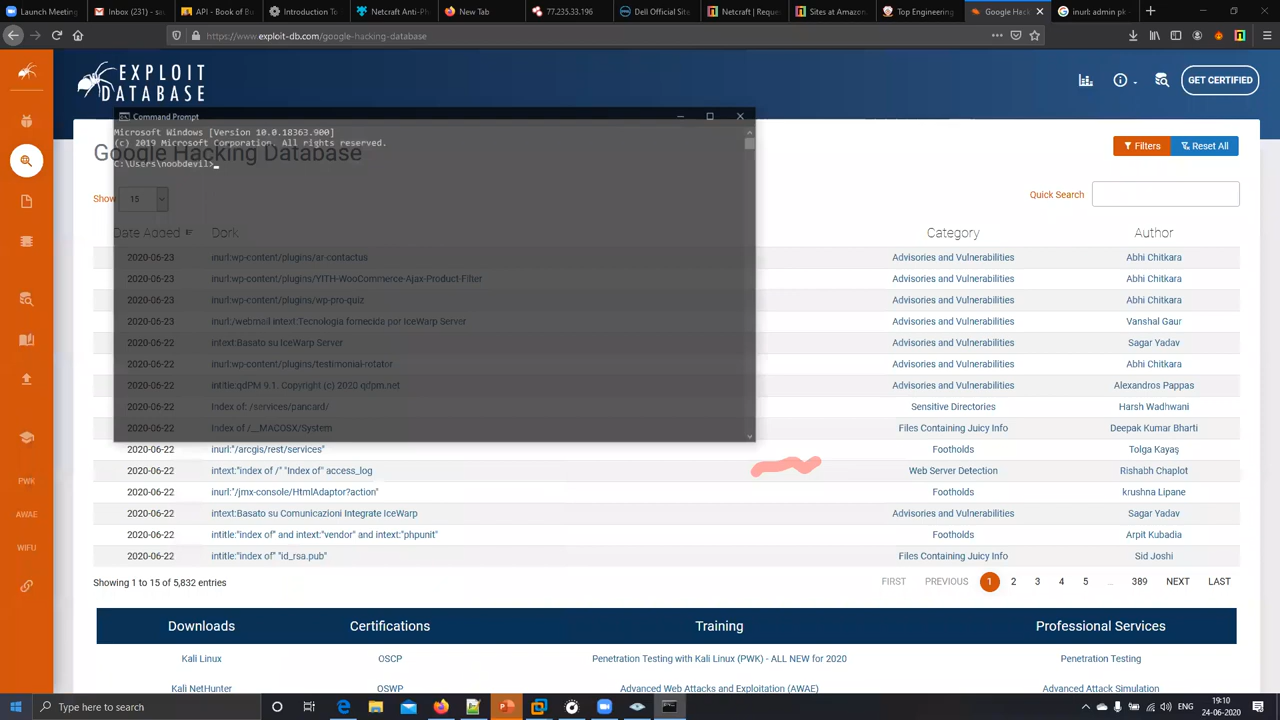 Launch Meeting
Inbox (231) - si
API - Book of Bu
Introduction To
Netcraft Anti-Ph
New Tab
77.235.33.196
Dell Official Site
Netcraft | Reque
Sites at Amazon
Top Engineering
Google Hack
inurl: admin pk
https://www.exploit-db.com/google-hacking-database
EXPLOIT
DATABASE
GET CERTIFIED
Command Prompt
Microsoft Windows [Version 10.0.18363.900]
(c) 2019 Microsoft Corporation. All rights reserved.
C:\Users\noobdevil>
Google Hacking Database
Filters
Reset All
Show 15
Quick Search
Date Added Dork Category Author
2020-06-23 inurl:wp-content/plugins/ar-contactus Advisories and Vulnerabilities Abhi Chitkara
2020-06-23 inurl:wp-content/plugins/YITH-WooCommerce-Ajax-Product-Filter Advisories and Vulnerabilities Abhi Chitkara
2020-06-23 inurl:wp-content/plugins/wp-pro-quiz Advisories and Vulnerabilities Abhi Chitkara
2020-06-23 inurl:/webmail intext:Tecnologia fornecida por IceWarp Server Advisories and Vulnerabilities Vanshal Gaur
2020-06-22 intext:Basato su IceWarp Server Advisories and Vulnerabilities Sagar Yadav
2020-06-22 inurl:wp-content/plugins/testimonial-rotator Advisories and Vulnerabilities Abhi Chitkara
2020-06-22 intitle:qdPM 9.1. Copyright (c) 2020 qdpm.net Advisories and Vulnerabilities Alexandros Pappas
2020-06-22 Index of: /services/pancard/ Sensitive Directories Harsh Wadhwani
2020-06-22 Index of /__MACOSX/System Files Containing Juicy Info Deepak Kumar Bharti
2020-06-22 inurl:"/arcgis/rest/services" Footholds Tolga Kayaş
2020-06-22 intext:"index of /" "Index of" access_log Web Server Detection Rishabh Chaplot
2020-06-22 inurl:"/jmx-console/HtmlAdaptor?action" Footholds krushna Lipane
2020-06-22 intext:Basato su Comunicazioni Integrate IceWarp Advisories and Vulnerabilities Sagar Yadav
2020-06-22 intitle:"index of" and intext:"vendor" and intext:"phpunit" Footholds Arpit Kubadia
2020-06-22 intitle:"index of" "id_rsa.pub" Files Containing Juicy Info Sid Joshi
Showing 1 to 15 of 5,832 entries
FIRST PREVIOUS 1 2 3 4 5 ... 389 NEXT LAST
PWK
AWAE
WIFU
Downloads Certifications Training Professional Services
Kali Linux OSCP Penetration Testing with Kali Linux (PWK) - ALL NEW for 2020 Penetration Testing
Kali NetHunter OSWP Advanced Web Attacks and Exploitation (AWAE) Advanced Attack Simulation
Type here to search
ENG
19:10
24-06-2020